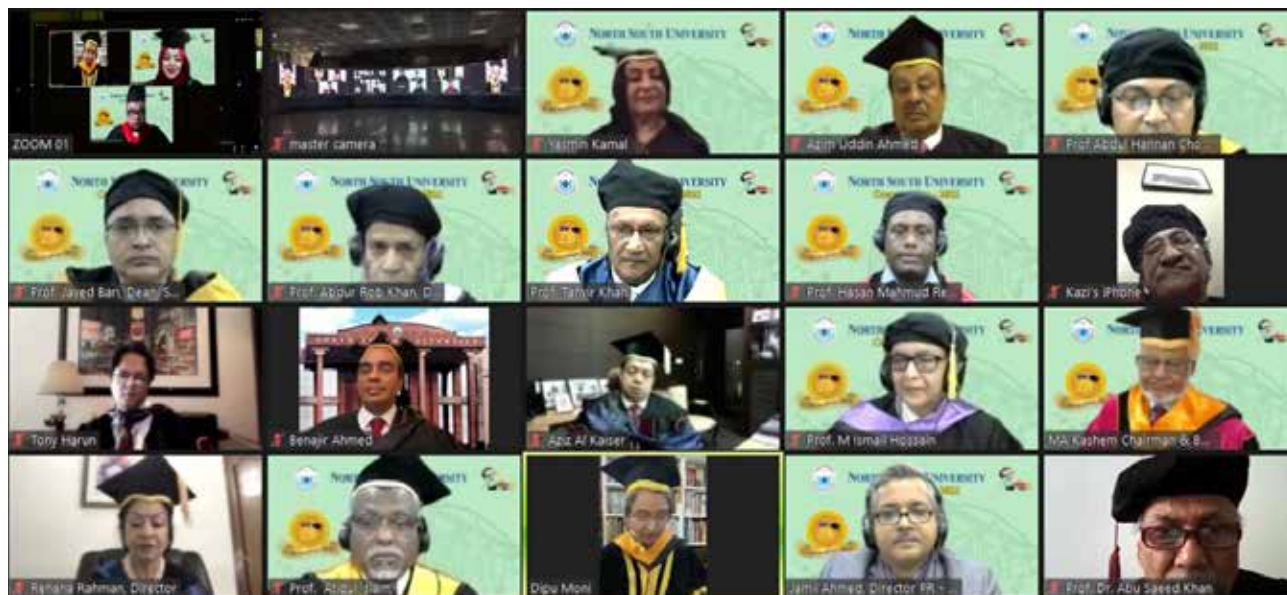 NORTH SOUTH UNIVERSITY
NORTH SOUTH UNIVERSITY
ZOOM 01
master camera
Yasmin Kamal
Azim Uddin Ahmed
Prof. Abdul Hannan Cho...
NORTH SOUTH UNIVERSITY
NORTH SOUTH UNIVERSITY
NORTH SOUTH UNIVERSITY
Prof. Javed Bari, Dean, S...
Prof. Abdur Rob Khan, D...
Prof. Tanvir Khan
Prof. Hasan Mahmud Re...
Kazi's iPhone
Tony Harun
Benajir Ahmed
Aziz Al Kaiser
Prof. M Ismail Hossain
MA Kashem Chairman & B...
Rehana Rahman, Director
Prof. Atiqul Islam
Dipu Moni
Jamil Ahmed, Director PR -
Prof. Dr. Abu Saeed Khan